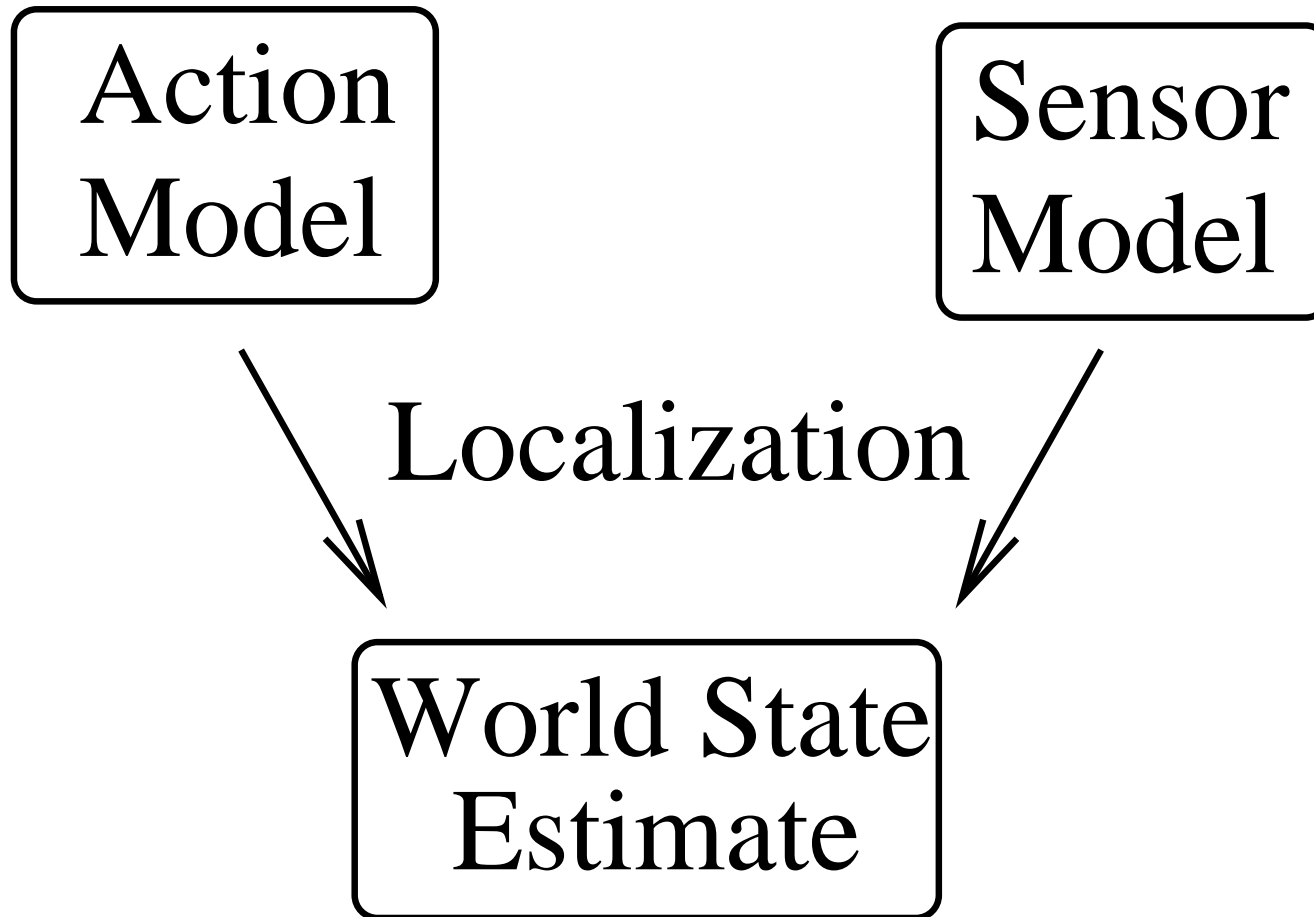 Action
Model
Sensor
Model
Localization
World State
Estimate